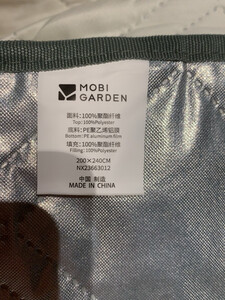 MOBI
GARDEN
面料：100%聚酯纤维
Top: 100%Polyester
底料：PE聚乙烯铝膜
Bottom: PE aluminum film
填充：100%聚酯纤维
Filling: 100%Polyester
200×240CM
NX23663012
中国 制造
MADE IN CHINA